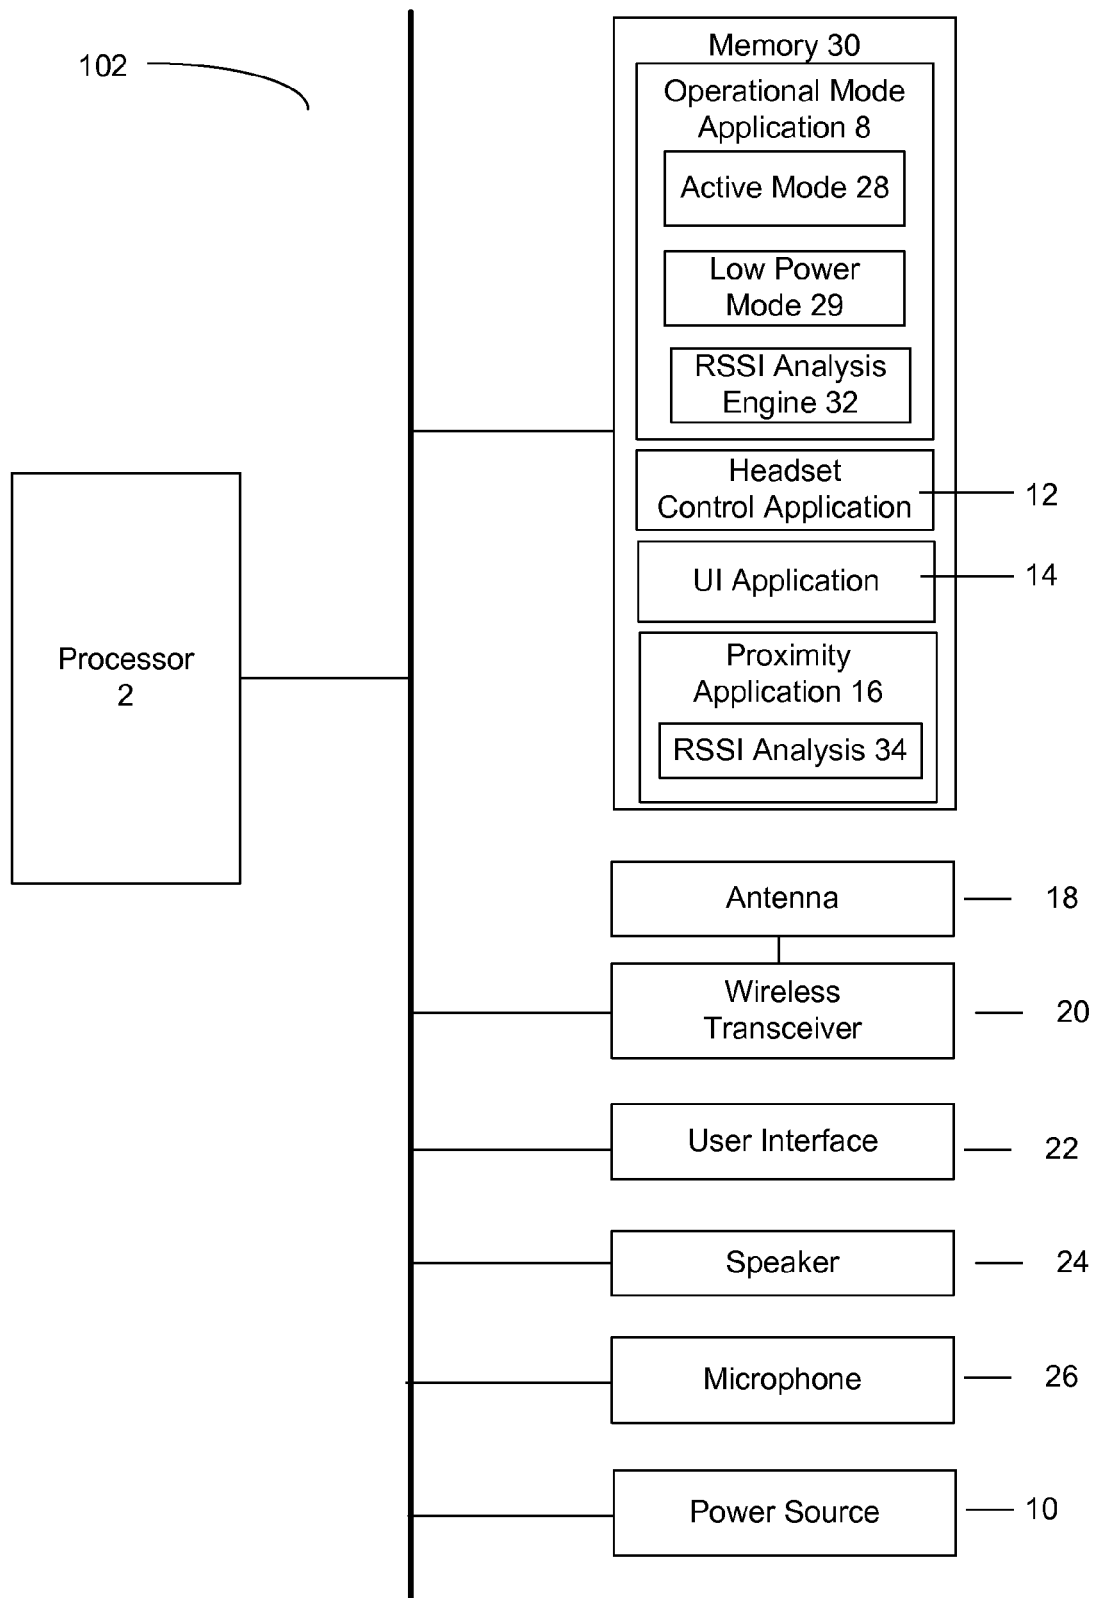 102
Memory 30
Operational Mode
Application 8
Active Mode 28
Low Power
Mode 29
RSSI Analysis
Engine 32
Headset
Control Application
12
UI Application
14
Processor
2
Proximity
Application 16
RSSI Analysis 34
Antenna
18
Wireless
Transceiver
20
User Interface
22
Speaker
24
Microphone
26
Power Source
10